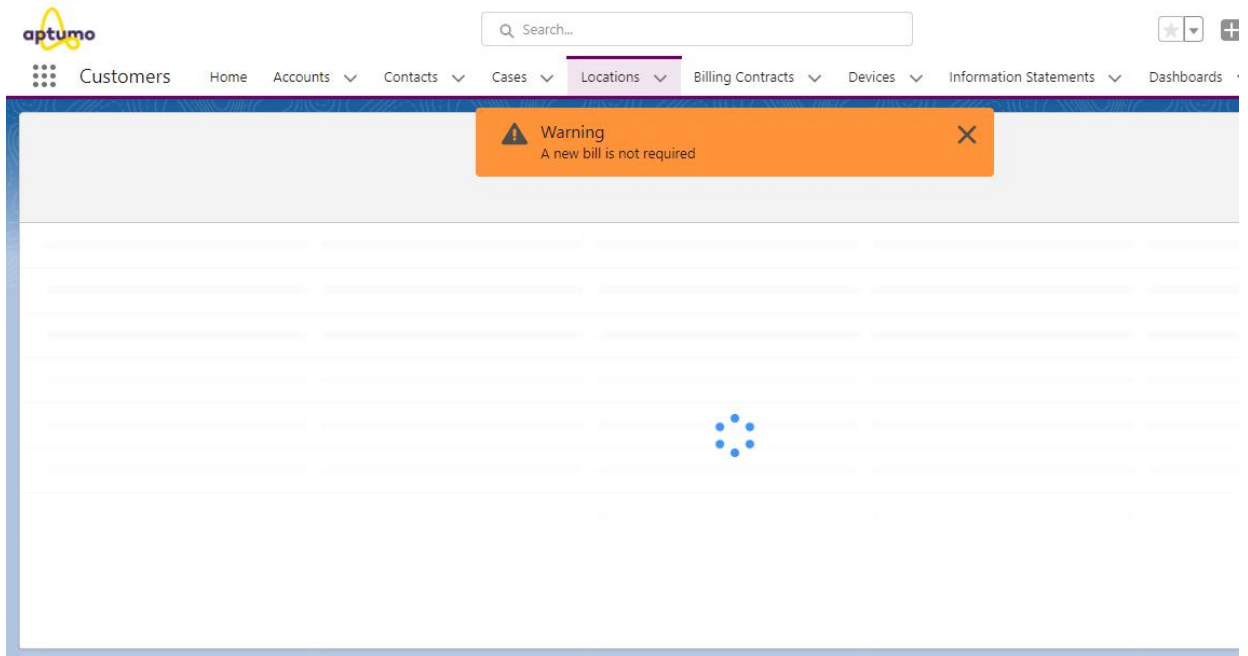 aptumo
Search...
Customers Home Accounts Contacts Cases Locations Billing Contracts Devices Information Statements Dashboards
Warning
A new bill is not required